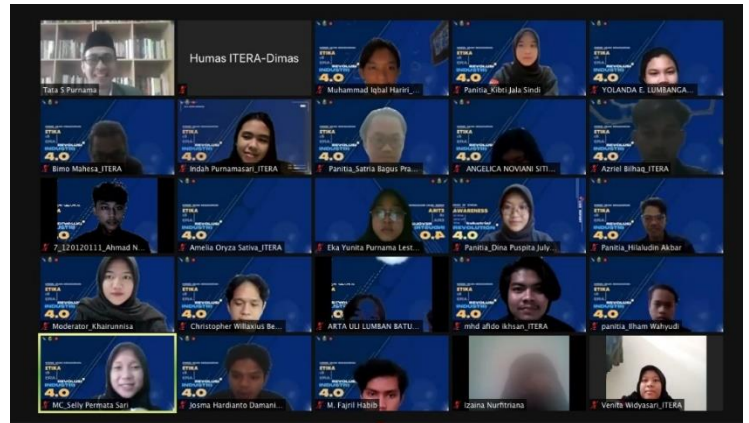 Tata S Purnama
Humas ITERA-Dimas
Muhammad Iqbal Hariri_...
Panitia_Kibti Jala Sindi
YOLANDA E. LUMBANGA...
Bimo Mahesa_ITERA
Indah Purnamasari_ITERA
Panitia_Satria Bagus Pra...
ANGELICA NOVIANI SITI...
Azriel Bilhaq_ITERA
7_120120111_Ahmad N...
Amelia Oryza Sativa_ITERA
Eka Yunita Purnama Lest...
Panitia_Dina Puspita July...
Panitia_Hilaludin Akbar
Moderator_Khairunnisa
Christopher Willaxius Be...
ARTA ULI LUMBAN BATU...
mhd afido ikhsan_ITERA
panitia_Ilham Wahyudi
MC_Selly Permata Sari
Josma Hardianto Damani...
M. Fajril Habib
Izaina Nurfitriana
Venita Widyasari_ITERA
ETIKA
REVOLUSI
INDUSTRI
4.0